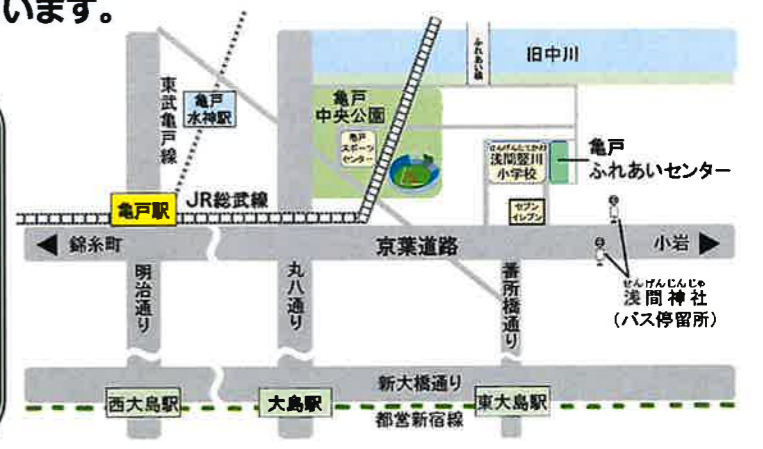 います。
旧中川
ふれあい橋
東武亀戸線
亀戸
水神駅
亀戸
中央公園
亀戸
スポーツ
センター
せんげんたてかわ
浅間竪川
小学校
亀戸
ふれあいセンター
亀戸駅
JR総武線
セブン
イレブン
錦糸町
京葉道路
小岩
明治通り
丸八通り
番所橋通り
せんげんじんじゃ
浅間神社
(バス停留所)
新大橋通り
西大島駅
大島駅
東大島駅
都営新宿線